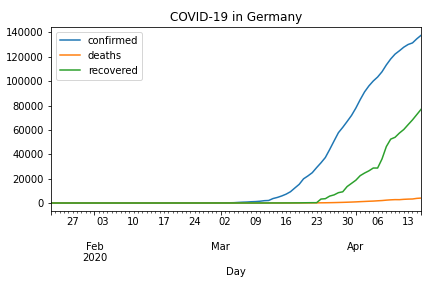 COVID-19 in Germany
confirmed
deaths
recovered
140000
120000
100000
80000
60000
40000
20000
0
27 03 10 17 24 02 09 16 23 30 06 13
Feb Mar Apr
2020
Day